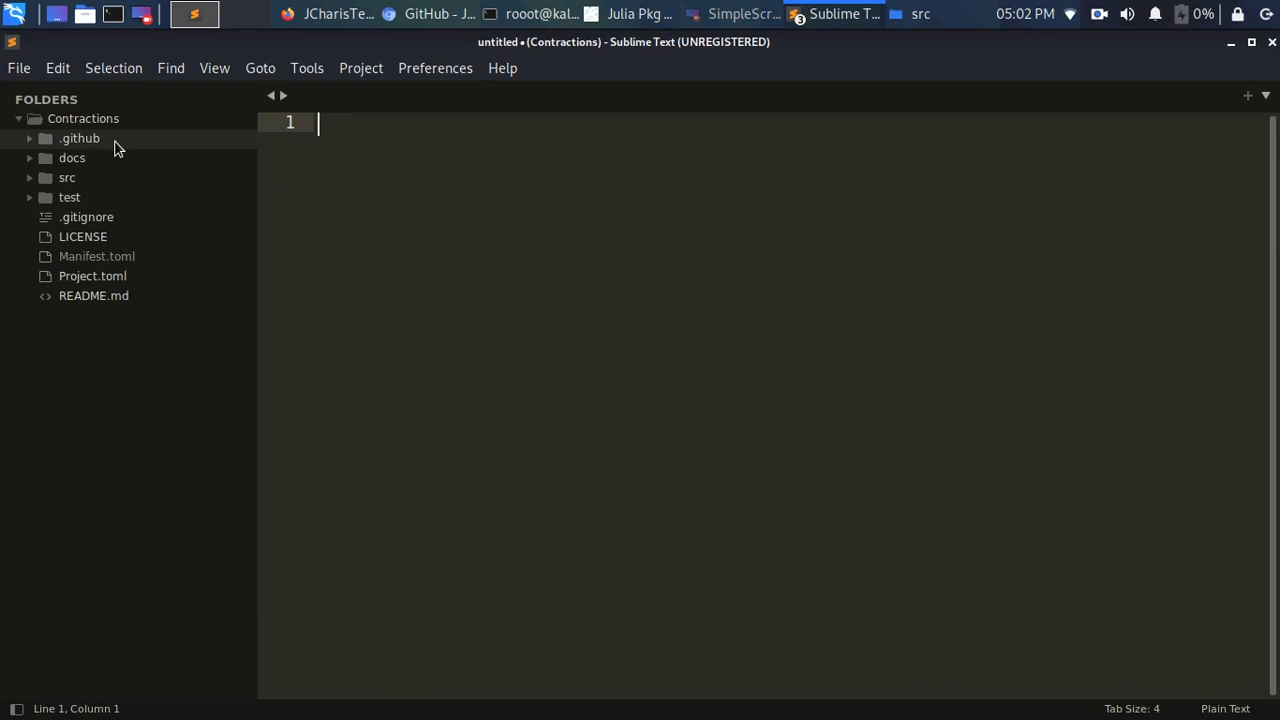 JCharisTe...
GitHub - J...
rooot@kal...
Julia Pkg ...
SimpleScr...
3
Sublime T...
src
05:02 PM
0%
untitled • (Contractions) - Sublime Text (UNREGISTERED)
File Edit Selection Find View Goto Tools Project Preferences Help
FOLDERS
Contractions
.github
docs
src
test
.gitignore
LICENSE
Manifest.toml
Project.toml
README.md
1
Line 1, Column 1
Tab Size: 4
Plain Text